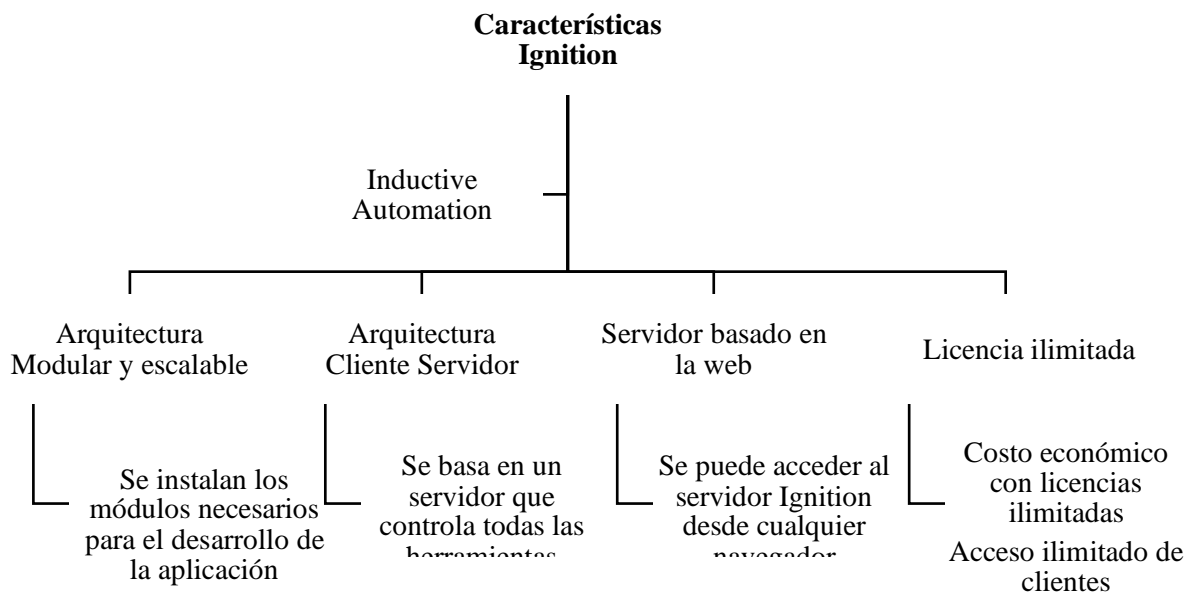 Características
Ignition
Inductive
Automation
Arquitectura
Modular y escalable
Arquitectura
Cliente Servidor
Servidor basado en
la web
Licencia ilimitada
Se instalan los
módulos necesarios
para el desarrollo de
la aplicación
Se basa en un
servidor que
controla todas las
herramientas
Se puede acceder al
servidor Ignition
desde cualquier
navegador
Costo económico
con licencias
ilimitadas
Acceso ilimitado de
clientes